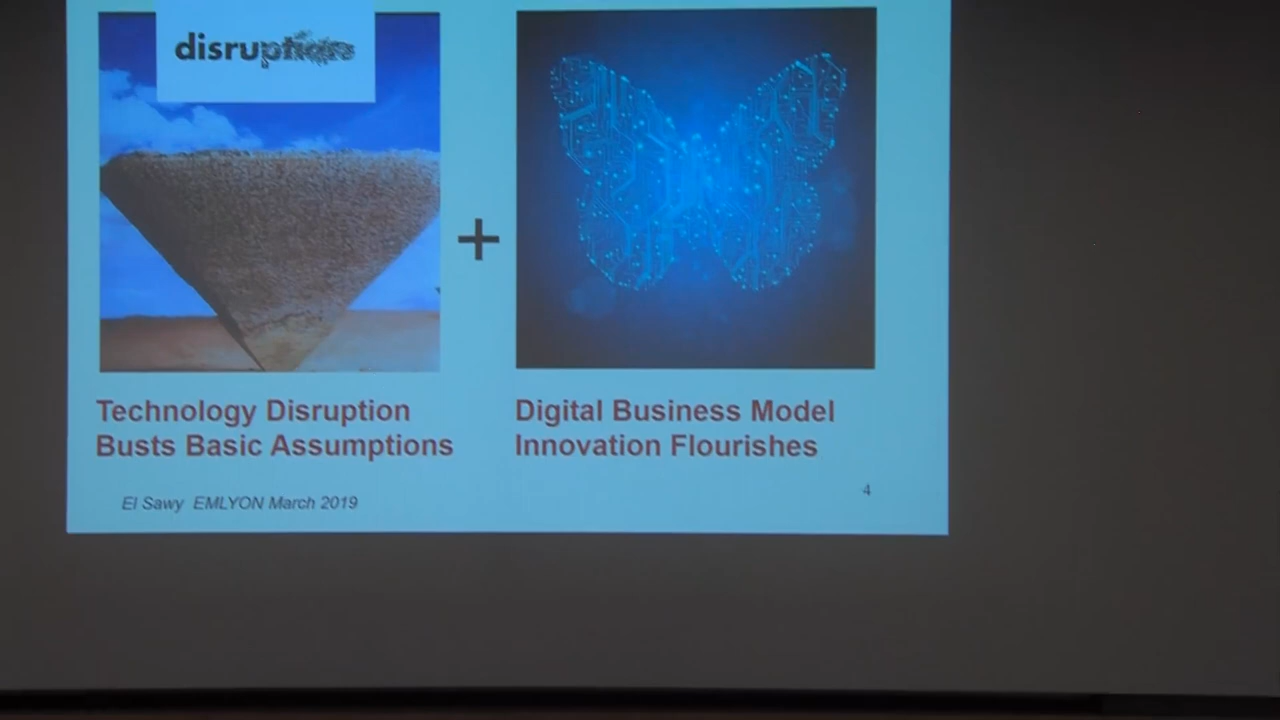 disruption
+
Technology Disruption
Busts Basic Assumptions
Digital Business Model
Innovation Flourishes
El Sawy EMLYON March 2019
4